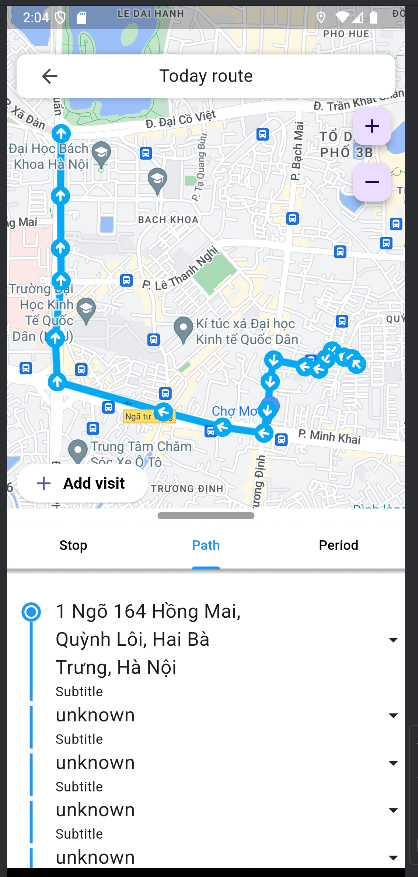 2:04
LE DAI HANH
PHO HUE
Today route
P. Xã Đàn
Đ. Đại Cồ Việt
Đ. Trần Khát Chân
Đại Học Bách
Khoa Hà Nội
P. Tạ Quang Bửu
P. Bạch Mai
TỔ D
PHỐ 3B
BACH KHOA
ng Mai
P. Lê Thanh Nghị
Trường Đại
Học Kinh
Tế Quốc
Dân
Kí túc xá Đại học
Kinh tế Quốc Dân
QUỲ
Chợ Mơ
Ngã tư
P. Minh Khai
Trung Tâm Chăm
Sóc Xe Ô Tô
TRƯƠNG ĐỊNH
ương Định
+ Add visit
Stop
Path
Period
1 Ngõ 164 Hồng Mai,
Quỳnh Lôi, Hai Bà
Trưng, Hà Nội
Subtitle
unknown
Subtitle
unknown
Subtitle
unknown
Subtitle
unknown